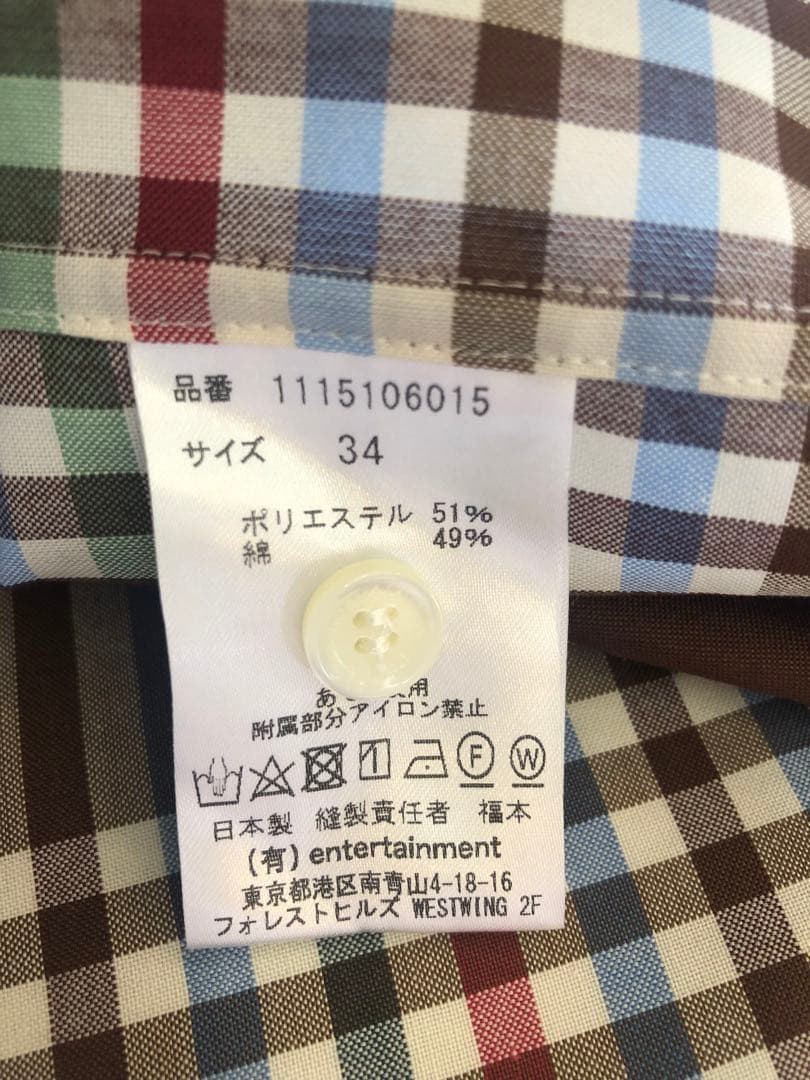 品番 1115106015
サイズ 34
ポリエステル 51%
綿 49%
附属部分アイロン禁止
F W
日本製 縫製責任者 福本
(有) entertainment
東京都港区南青山4-18-16
フォレストヒルズ WESTWING 2F